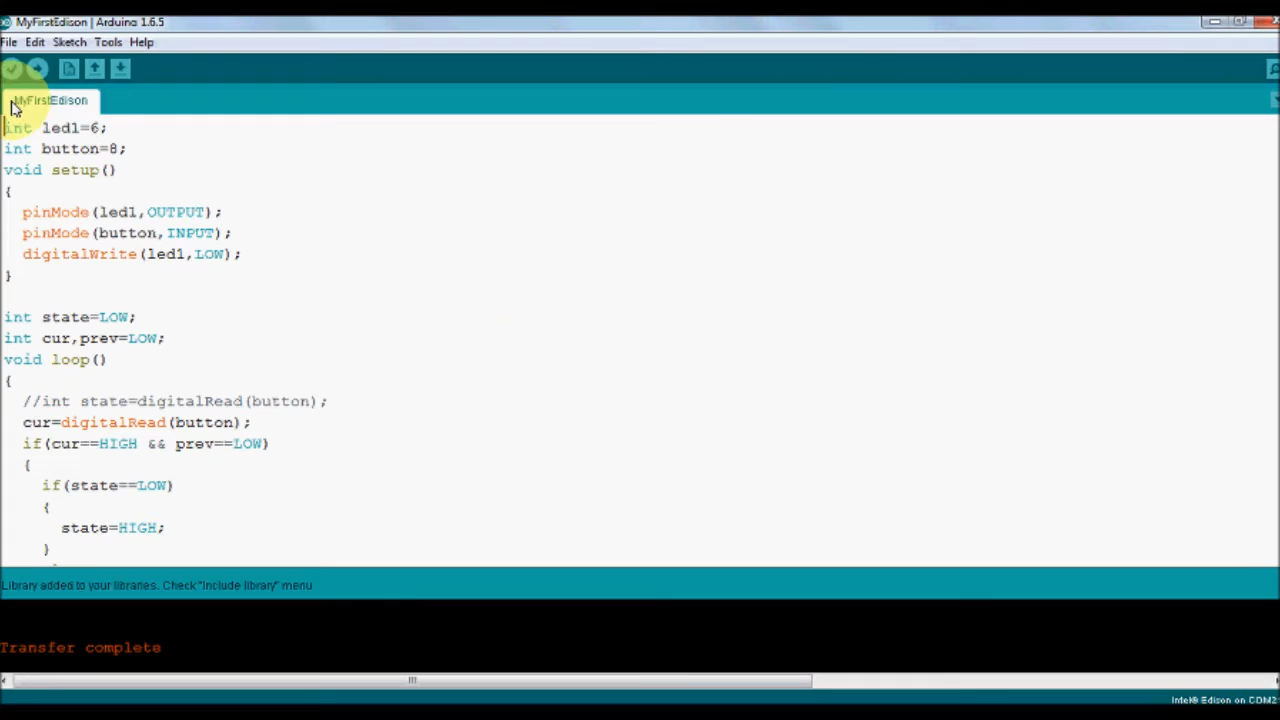 MyFirstEdison | Arduino 1.6.5
File Edit Sketch Tools Help
MyFirstEdison
int led1=6;
int button=8;
void setup()
{
pinMode(led1,OUTPUT);
pinMode(button,INPUT);
digitalWrite(led1,LOW);
}
int state=LOW;
int cur,prev=LOW;
void loop()
{
//int state=digitalRead(button);
cur=digitalRead(button);
if(cur==HIGH && prev==LOW)
{
if(state==LOW)
{
state=HIGH;
}
Library added to your libraries. Check "Include library" menu
Transfer complete
Intel® Edison on COM2